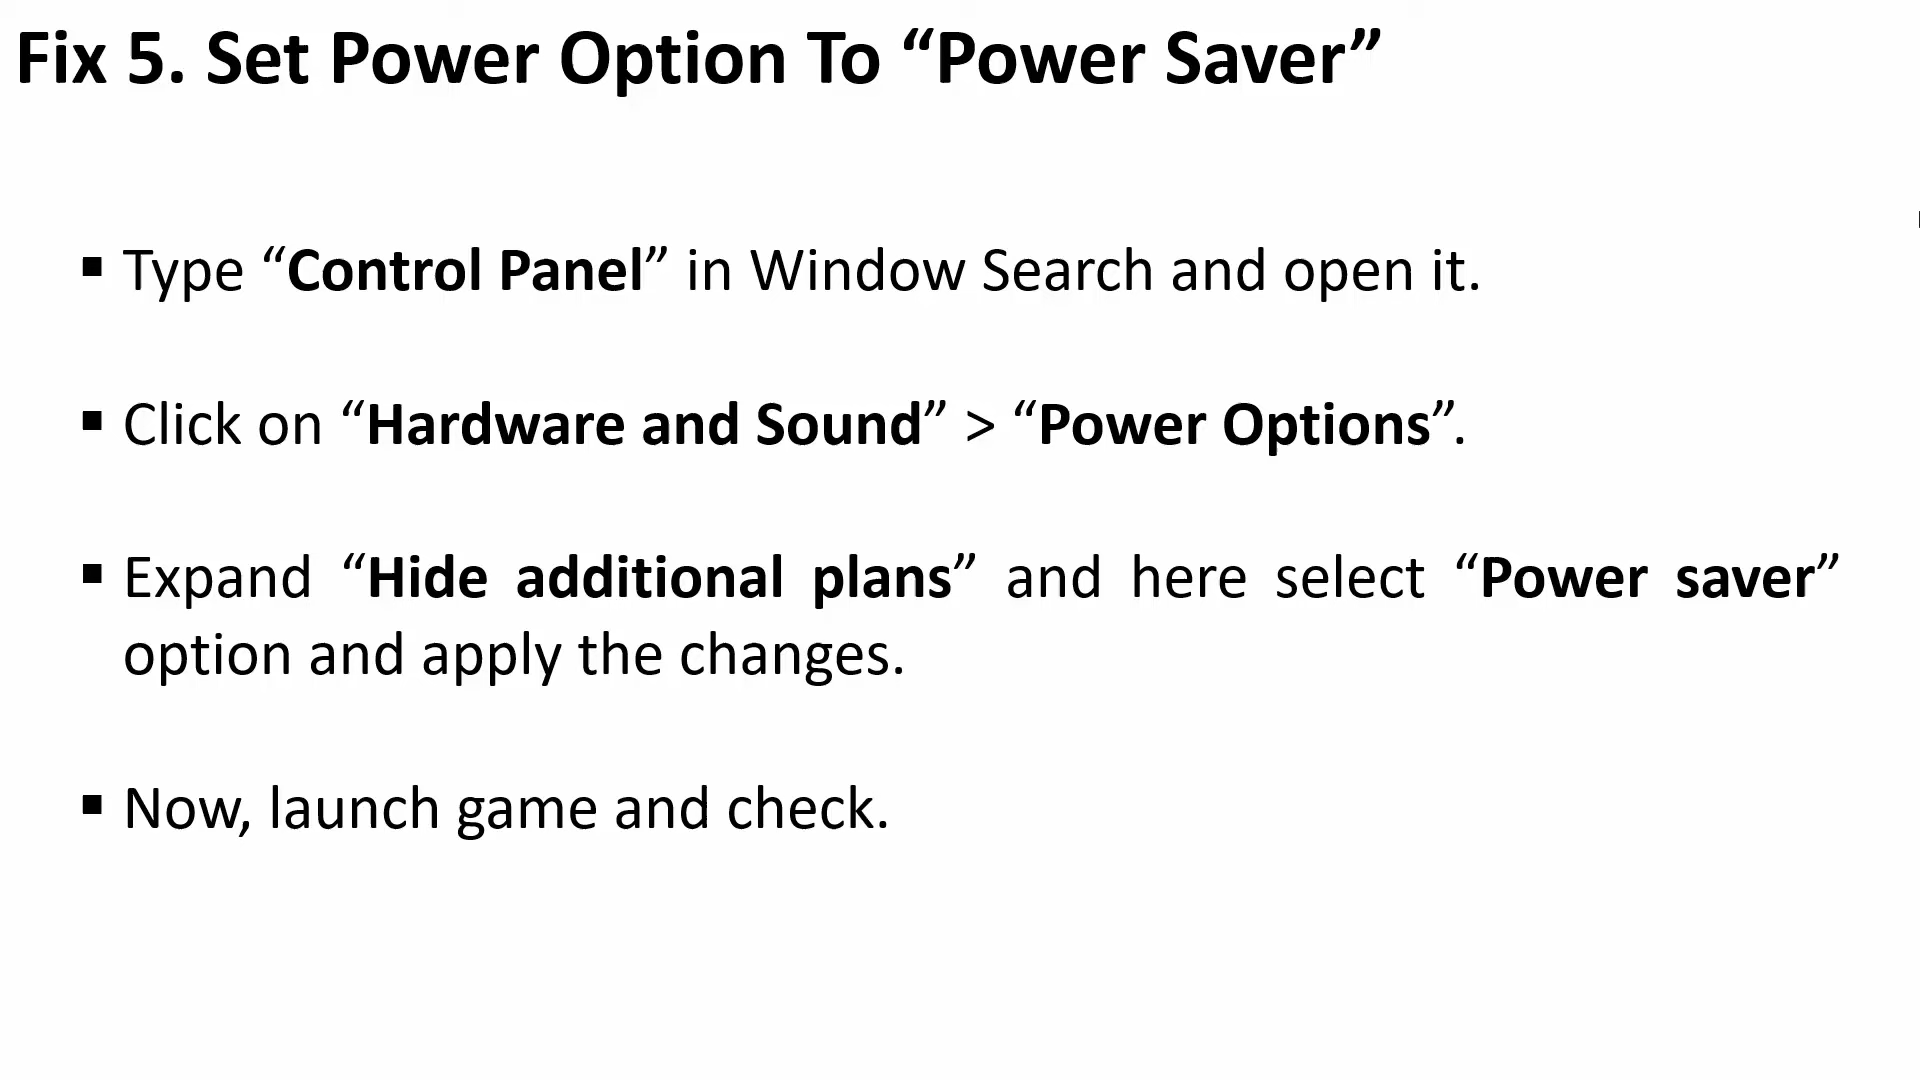 Fix 5. Set Power Option To “Power Saver”
▪ Type “Control Panel” in Window Search and open it.
▪ Click on “Hardware and Sound” > “Power Options”.
▪ Expand “Hide additional plans” and here select “Power saver”
option and apply the changes.
▪ Now, launch game and check.